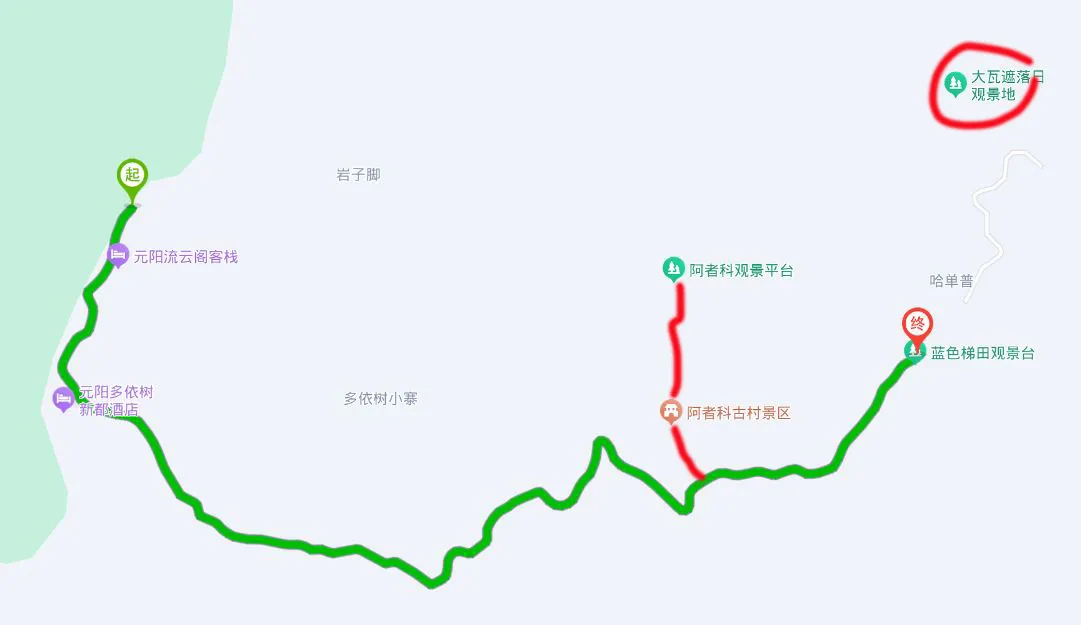 大瓦遮落日
观景地
起
岩子脚
元阳流云阁客栈
阿者科观景平台
哈单普
终
蓝色梯田观景台
元阳多依树
新都酒店
多依树小寨
阿者科古村景区